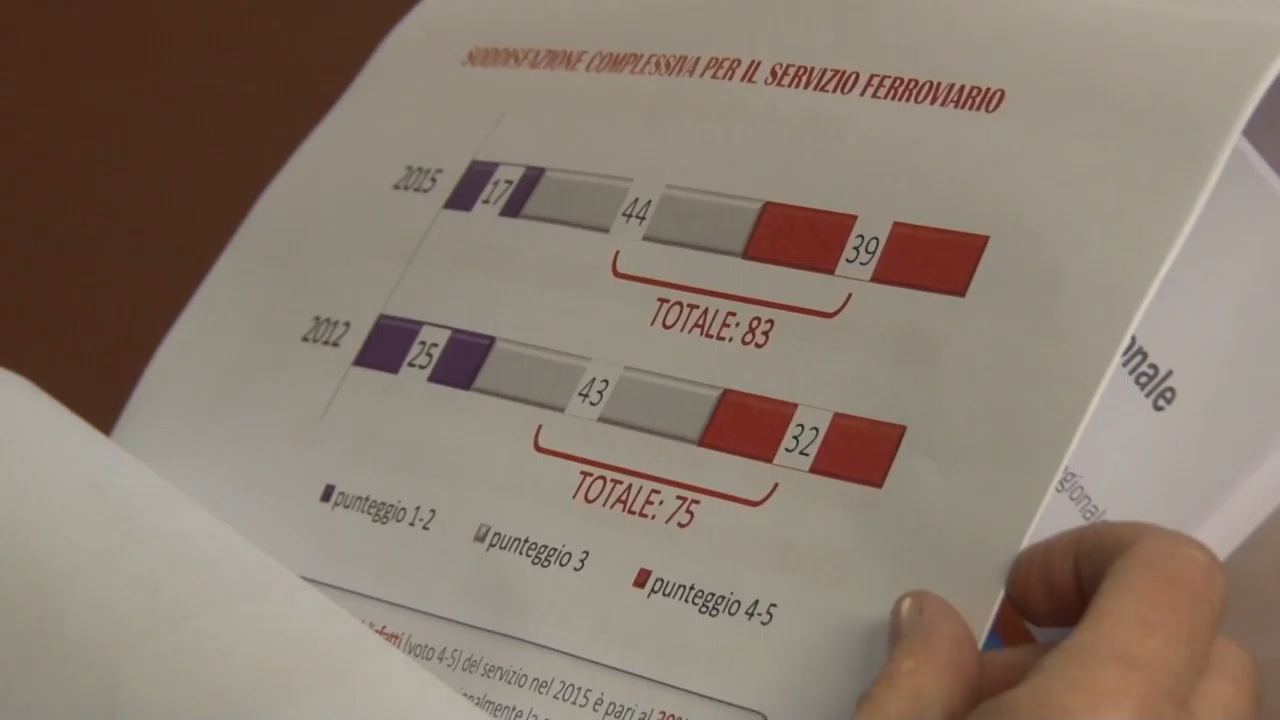 SODDISFAZIONE COMPLESSIVA PER IL SERVIZIO FERROVIARIO
2015
17
44
39
TOTALE: 83
2012
25
43
32
TOTALE: 75
punteggio 1-2
punteggio 3
punteggio 4-5
(voto 4-5) del servizio nel 2015 è pari al